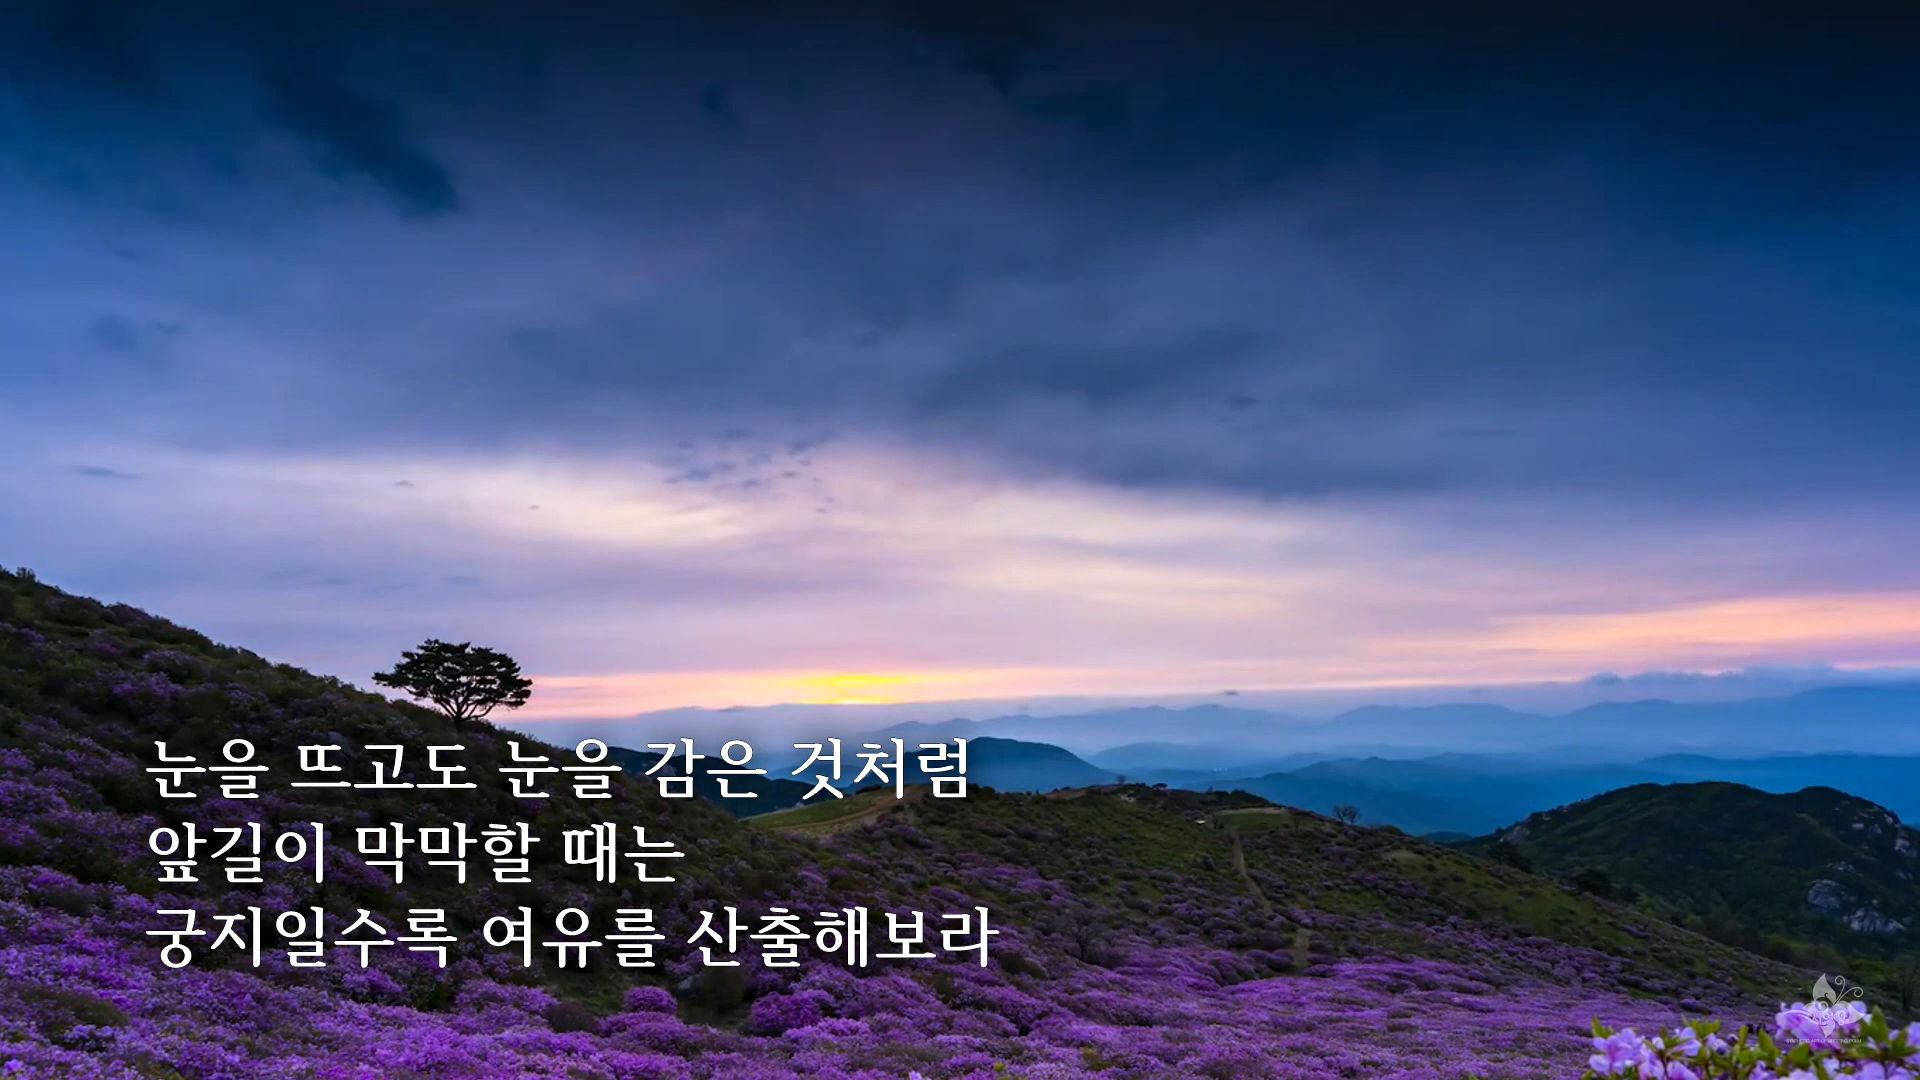 눈을 뜨고도 눈을 감은 것처럼
앞길이 막막할 때는
궁지일수록 여유를 산출해보라